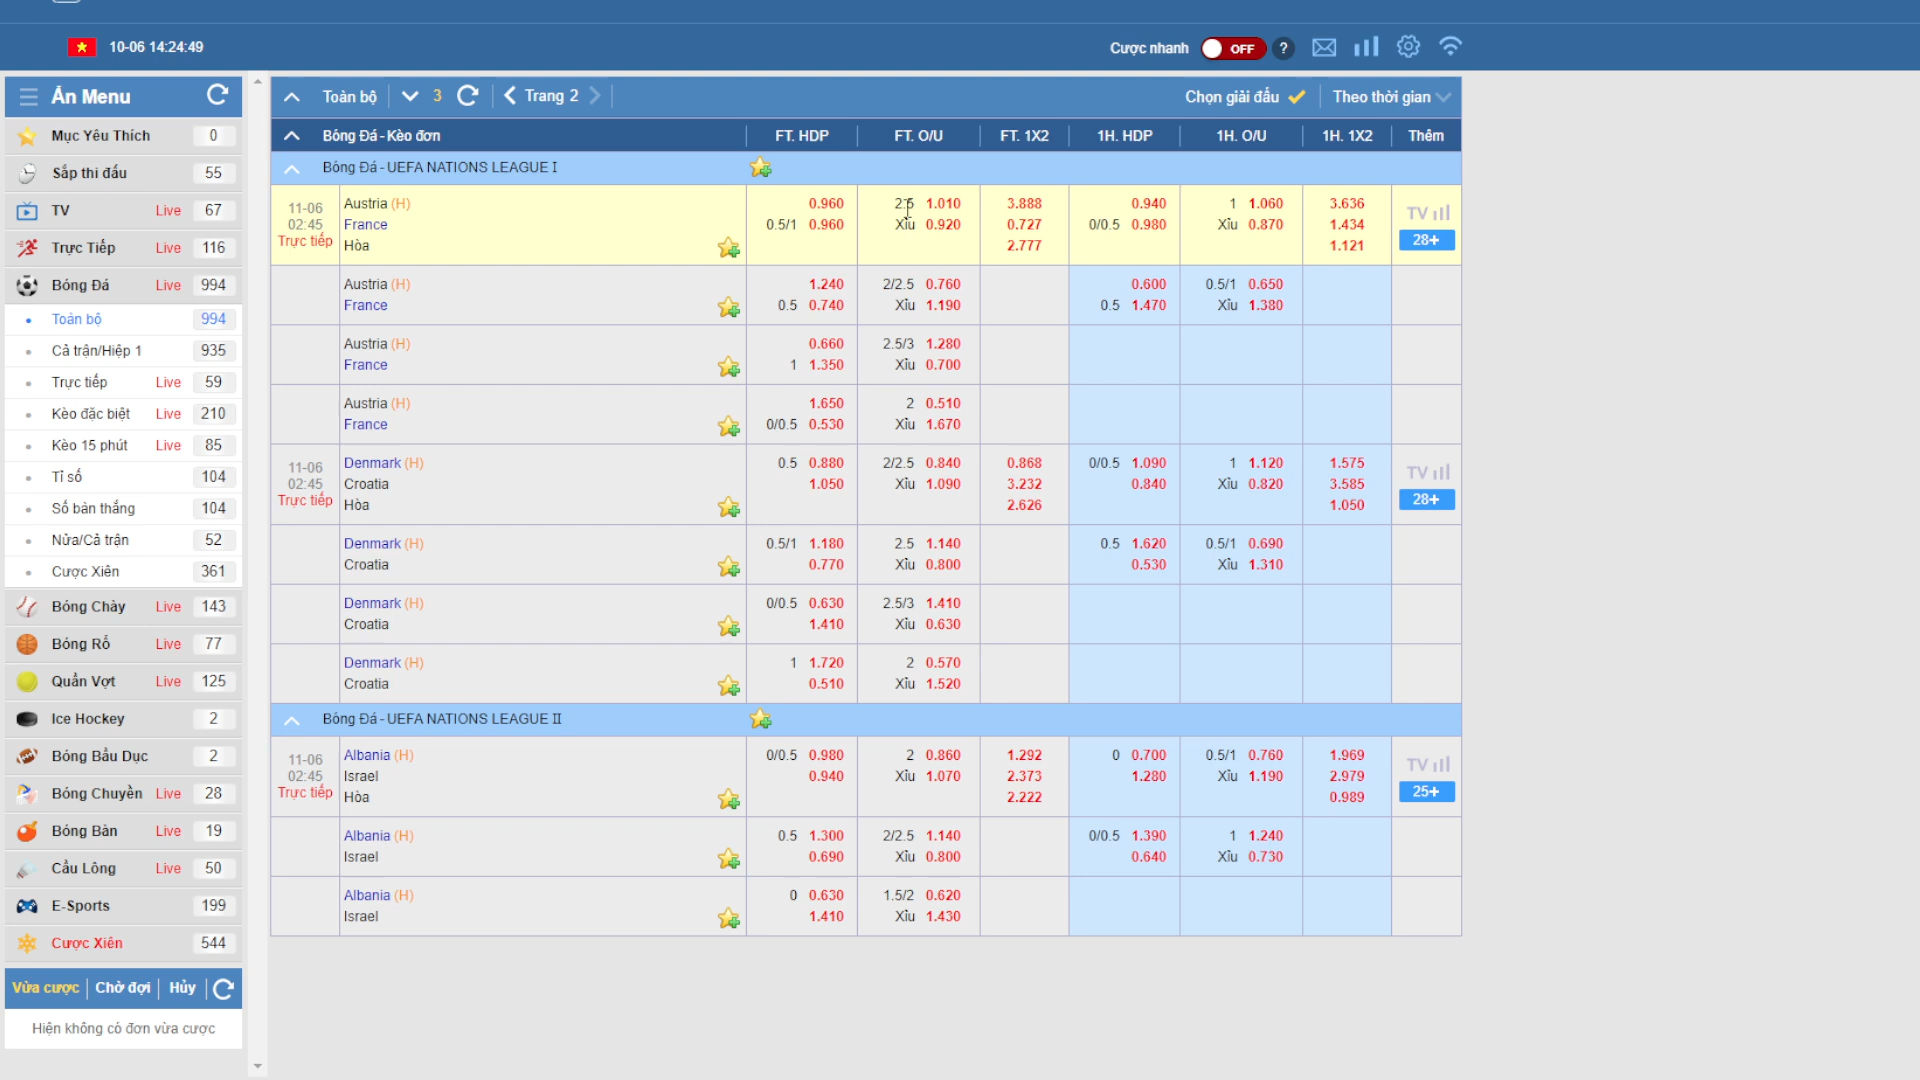 10-06 14:24:49
Cược nhanh OFF ?
Ẩn Menu
Mục Yêu Thích 0
Sắp thi đấu 55
TV Live 67
Trực Tiếp Live 116
Bóng Đá Live 994
Toàn bộ 994
Cả trận/Hiệp 1 935
Trực tiếp Live 59
Kèo đặc biệt Live 210
Kèo 15 phút Live 85
Tỉ số 104
Số bàn thắng 104
Nửa/Cả trận 52
Cược Xiên 361
Bóng Chày Live 143
Bóng Rổ Live 77
Quần Vợt Live 125
Ice Hockey 2
Bóng Bầu Dục 2
Bóng Chuyền Live 28
Bóng Bàn Live 19
Cầu Lông Live 50
E-Sports 199
Cược Xiên 544
Vừa cược Chờ đợi Hủy
Hiện không có đơn vừa cược
Toàn bộ 3 Trang 2 Chọn giải đấu Theo thời gian
Bóng Đá - Kèo đơn FT. HDP FT. O/U FT. 1X2 1H. HDP 1H. O/U 1H. 1X2 Thêm
Bóng Đá - UEFA NATIONS LEAGUE I
11-06
02:45
Trực tiếp
Austria (H) 0.960 2.5 1.010 3.888 0.940 1 1.060 3.636 TV
France 0.5/1 0.960 Xỉu 0.920 0.727 0/0.5 0.980 Xỉu 0.870 1.434 28+
Hòa 2.777 1.121
Austria (H) 1.240 2/2.5 0.760 0.600 0.5/1 0.650
France 0.5 0.740 Xỉu 1.190 0.5 1.470 Xỉu 1.380
Austria (H) 0.660 2.5/3 1.280
France 1 1.350 Xỉu 0.700
Austria (H) 1.650 2 0.510
France 0/0.5 0.530 Xỉu 1.670
11-06
02:45
Trực tiếp
Denmark (H) 0.5 0.880 2/2.5 0.840 0.868 0/0.5 1.090 1 1.120 1.575 TV
Croatia 1.050 Xỉu 1.090 3.232 0.840 Xỉu 0.820 3.585 28+
Hòa 2.626 1.050
Denmark (H) 0.5/1 1.180 2.5 1.140 0.5 1.620 0.5/1 0.690
Croatia 0.770 Xỉu 0.800 0.530 Xỉu 1.310
Denmark (H) 0/0.5 0.630 2.5/3 1.410
Croatia 1.410 Xỉu 0.630
Denmark (H) 1 1.720 2 0.570
Croatia 0.510 Xỉu 1.520
Bóng Đá - UEFA NATIONS LEAGUE II
11-06
02:45
Trực tiếp
Albania (H) 0/0.5 0.980 2 0.860 1.292 0 0.700 0.5/1 0.760 1.969 TV
Israel 0.940 Xỉu 1.070 2.373 1.280 Xỉu 1.190 2.979 25+
Hòa 2.222 0.989
Albania (H) 0.5 1.300 2/2.5 1.140 0/0.5 1.390 1 1.240
Israel 0.690 Xỉu 0.800 0.640 Xỉu 0.730
Albania (H) 0 0.630 1.5/2 0.620
Israel 1.410 Xỉu 1.430